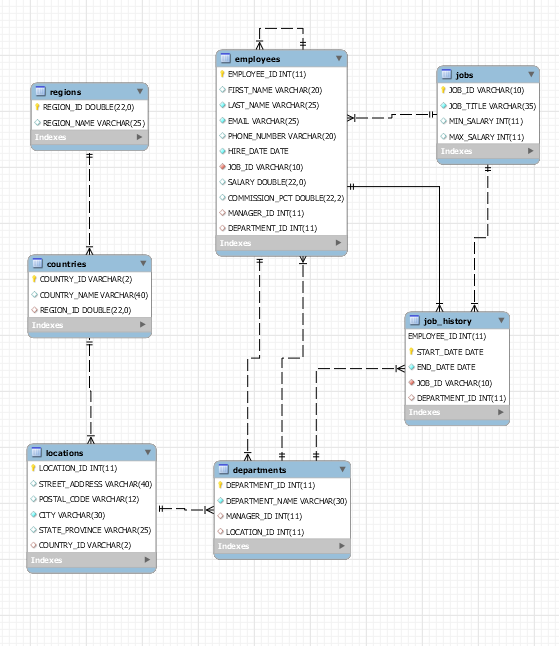 regions
REGION_ID DOUBLE(22,0)
REGION_NAME VARCHAR(25)
Indexes
employees
EMPLOYEE_ID INT(11)
FIRST_NAME VARCHAR(20)
LAST_NAME VARCHAR(25)
EMAIL VARCHAR(25)
PHONE_NUMBER VARCHAR(20)
HIRE_DATE DATE
JOB_ID VARCHAR(10)
SALARY DOUBLE(22,0)
COMMISSION_PCT DOUBLE(22,2)
MANAGER_ID INT(11)
DEPARTMENT_ID INT(11)
Indexes
jobs
JOB_ID VARCHAR(10)
JOB_TITLE VARCHAR(35)
MIN_SALARY INT(11)
MAX_SALARY INT(11)
Indexes
countries
COUNTRY_ID VARCHAR(2)
COUNTRY_NAME VARCHAR(40)
REGION_ID DOUBLE(22,0)
Indexes
job_history
EMPLOYEE_ID INT(11)
START_DATE DATE
END_DATE DATE
JOB_ID VARCHAR(10)
DEPARTMENT_ID INT(11)
Indexes
locations
LOCATION_ID INT(11)
STREET_ADDRESS VARCHAR(40)
POSTAL_CODE VARCHAR(12)
CITY VARCHAR(30)
STATE_PROVINCE VARCHAR(25)
COUNTRY_ID VARCHAR(2)
Indexes
departments
DEPARTMENT_ID INT(11)
DEPARTMENT_NAME VARCHAR(30)
MANAGER_ID INT(11)
LOCATION_ID INT(11)
Indexes